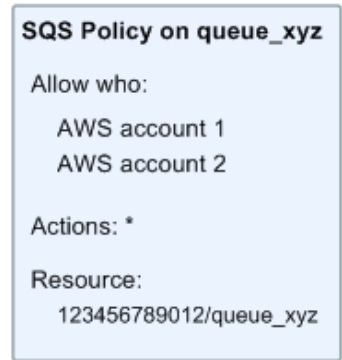 SQS Policy on queue_xyz
Allow who:
AWS account 1
AWS account 2
Actions: *
Resource:
123456789012/queue_xyz